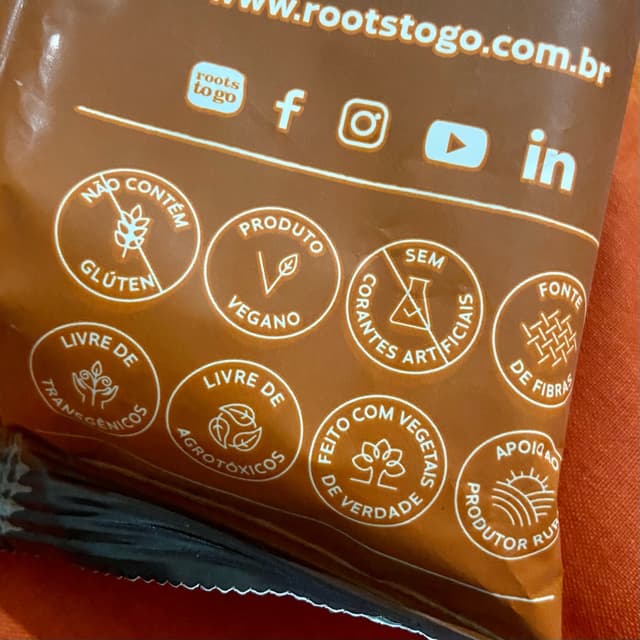 www.rootstogo.com.br
roots
to go
f
in
NÃO CONTÉM
GLÚTEN
PRODUTO
VEGANO
SEM
CORANTES ARTIFICIAIS
FONTE
DE FIBRAS
LIVRE DE
TRANSGÊNICOS
LIVRE DE
AGROTÓXICOS
FEITO COM VEGETAIS
DE VERDADE
PRODUTOR